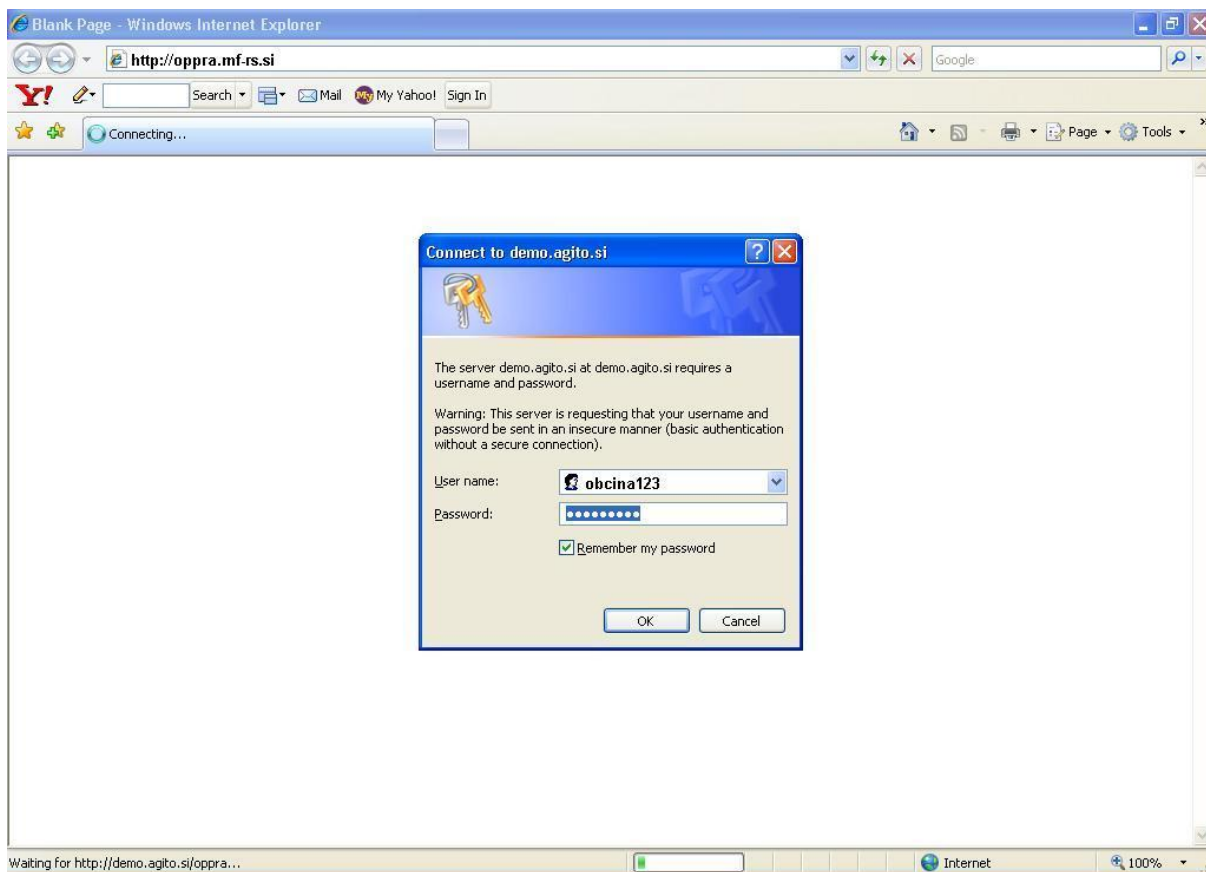 Blank Page - Windows Internet Explorer
http://oppra.mf-rs.si
Google
Y! Search Mail My My Yahoo! Sign In
Connecting...
Page Tools »
Connect to demo.agito.si
The server demo.agito.si at demo.agito.si requires a
username and password.
Warning: This server is requesting that your username and
password be sent in an insecure manner (basic authentication
without a secure connection).
User name: obcina123
Password: •••••••••
Remember my password
OK Cancel
Waiting for http://demo.agito.si/oppra... Internet 100%